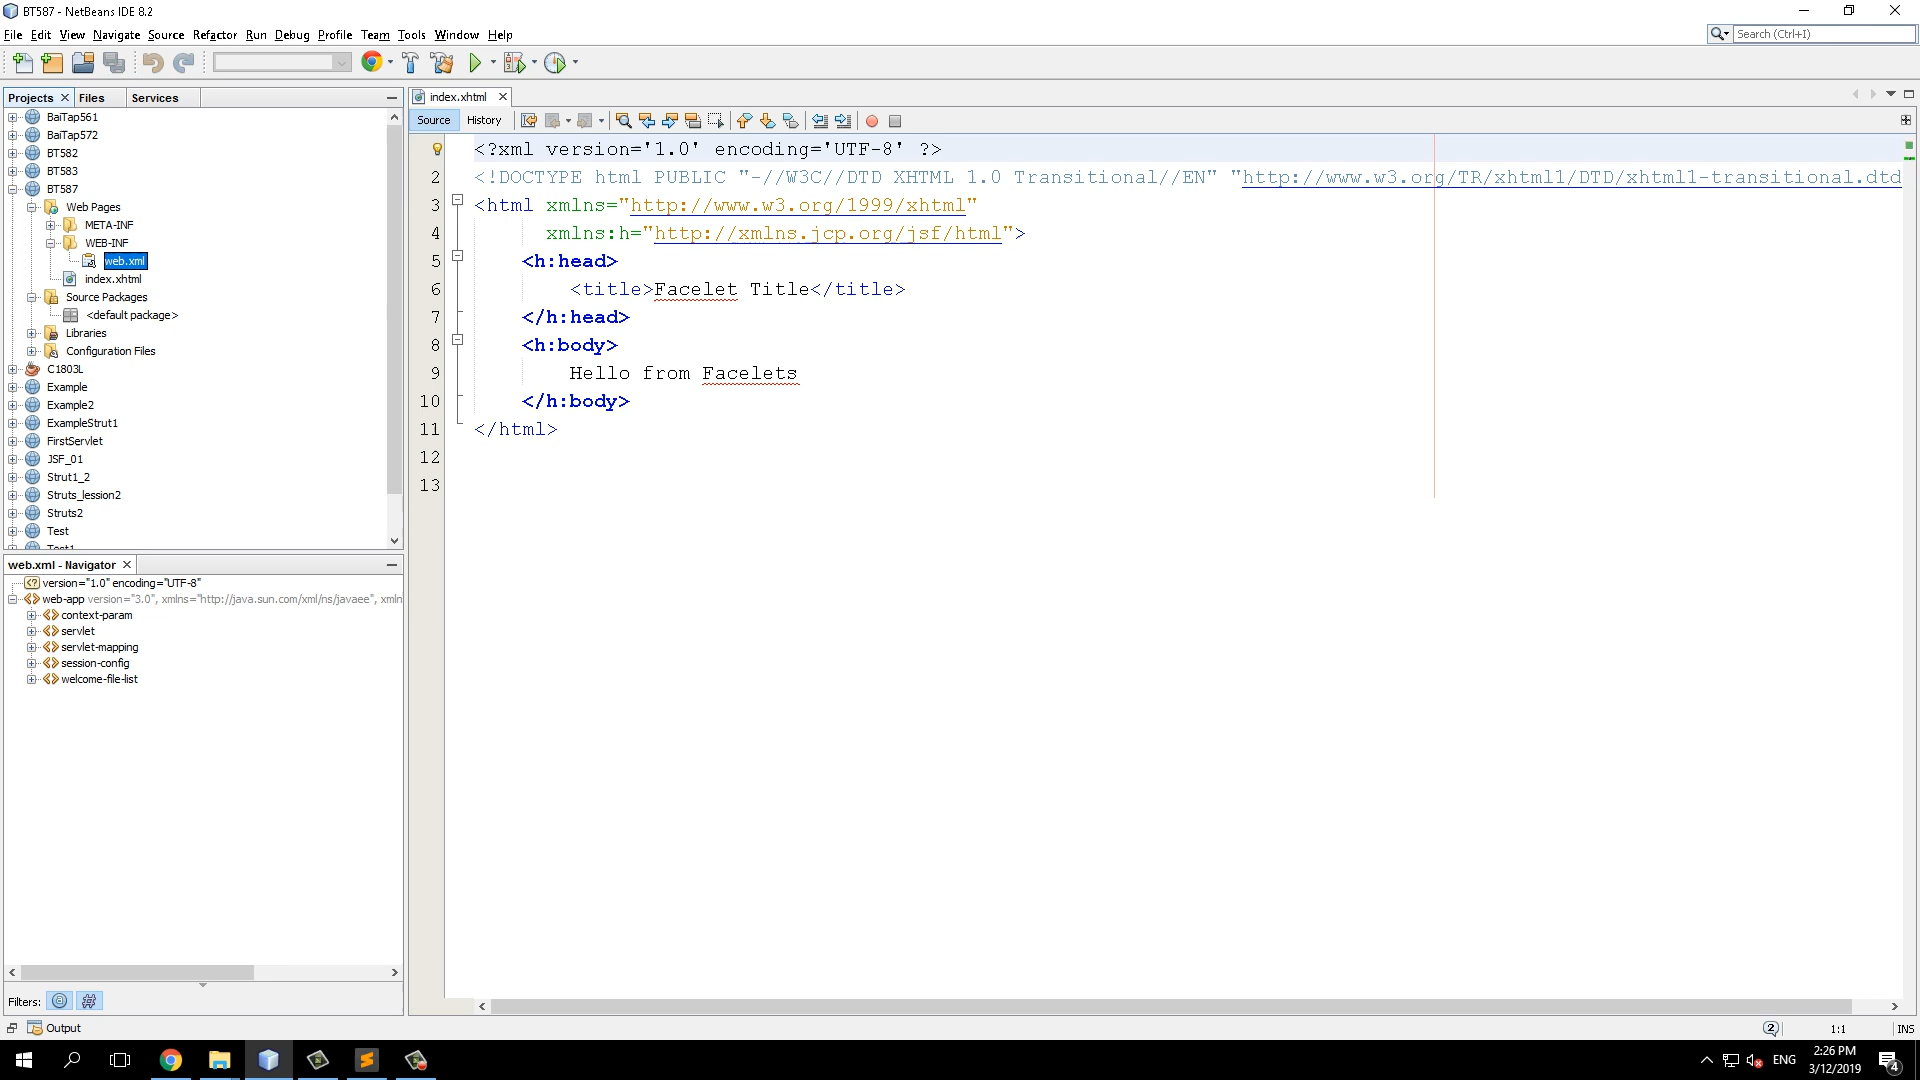 BT587 - NetBeans IDE 8.2
File Edit View Navigate Source Refactor Run Debug Profile Team Tools Window Help
Search (Ctrl+I)
Projects Files Services
BaiTap561
BaiTap572
BT582
BT583
BT587
Web Pages
META-INF
WEB-INF
web.xml
index.xhtml
Source Packages
<default package>
Libraries
Configuration Files
C1803L
Example
Example2
ExampleStrut1
FirstServlet
JSF_01
Strut1_2
Struts_lession2
Struts2
Test
Test1
web.xml - Navigator
version="1.0" encoding="UTF-8"
web-app version="3.0", xmlns="http://java.sun.com/xml/ns/javaee", xmln
context-param
servlet
servlet-mapping
session-config
welcome-file-list
Filters:
Output
index.xhtml
Source History
<?xml version='1.0' encoding='UTF-8' ?>
2 <!DOCTYPE html PUBLIC "-//W3C//DTD XHTML 1.0 Transitional//EN" "http://www.w3.org/TR/xhtml1/DTD/xhtml1-transitional.dtd
3 <html xmlns="http://www.w3.org/1999/xhtml"
4 xmlns:h="http://xmlns.jcp.org/jsf/html">
5 <h:head>
6 <title>Facelet Title</title>
7 </h:head>
8 <h:body>
9 Hello from Facelets
10 </h:body>
11 </html>
12
13
2 1:1 INS
ENG
2:26 PM
3/12/2019
4